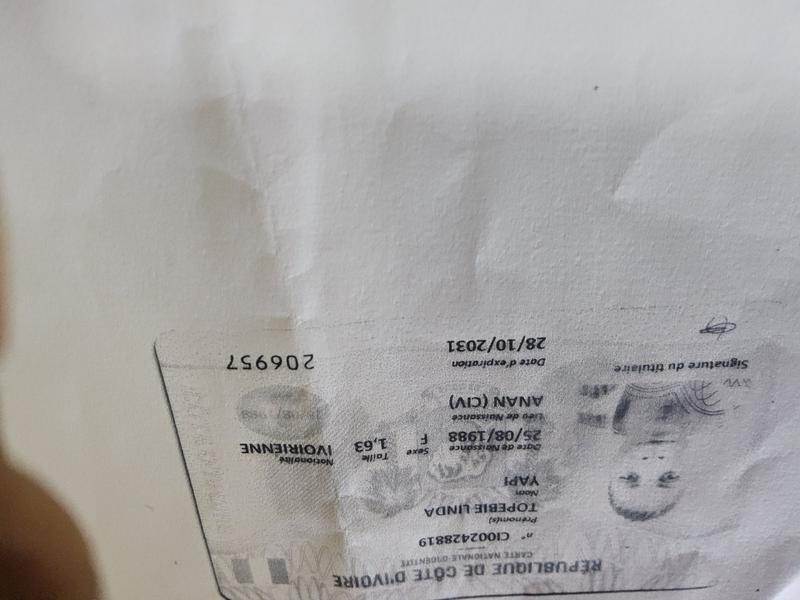 RÉPUBLIQUE DE CÔTE D'IVOIRE
CARTE NATIONALE D'IDENTITÉ
n° CI002428819
Prénom(s)
TOPEBIE LINDA
Nom
YAPI
Date de Naissance Sexe Taille Nationalité
25/08/1988 F 1,63 IVOIRIENNE
Lieu de Naissance
ANAN (CIV)
Signature du titulaire
Date d'expiration
28/10/2031
206957